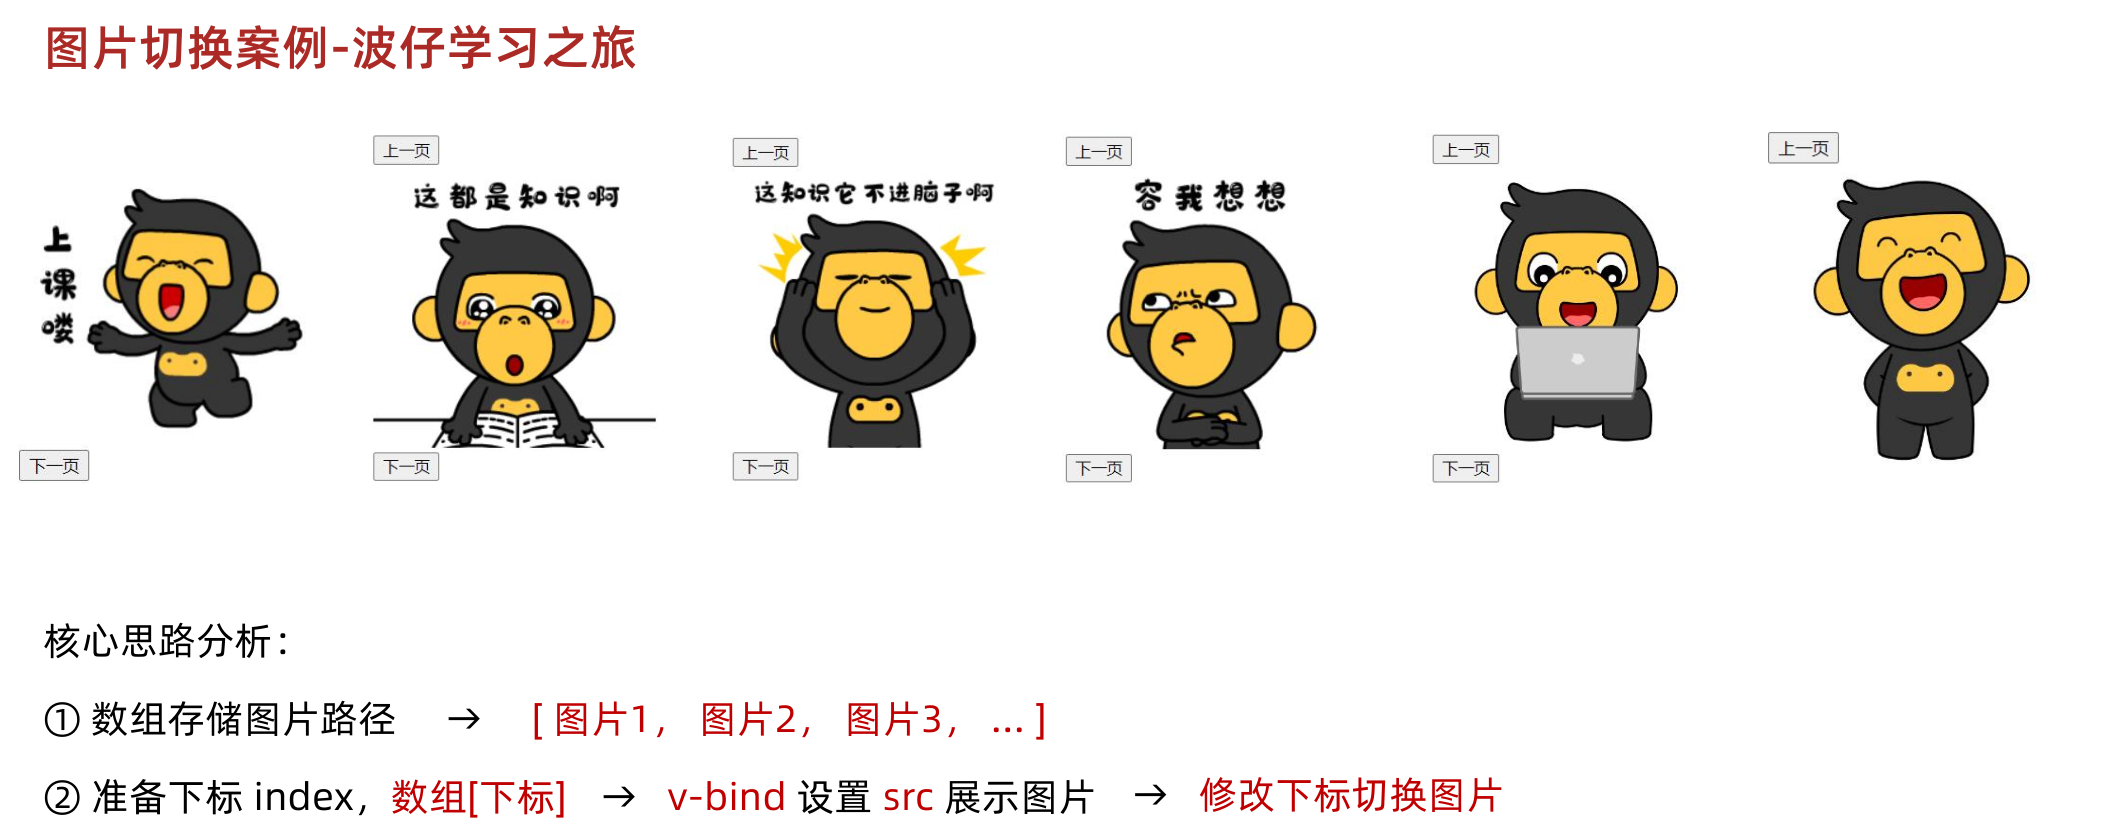 图片切换案例-波仔学习之旅
上一页
上一页
上一页
上一页
上一页
上课喽
这都是知识啊
这知识它不进脑子啊
容我想想
下一页
下一页
下一页
下一页
下一页
核心思路分析：
① 数组存储图片路径 → [ 图片1， 图片2， 图片3， ... ]
② 准备下标 index，数组[下标] → v-bind 设置 src 展示图片 → 修改下标切换图片